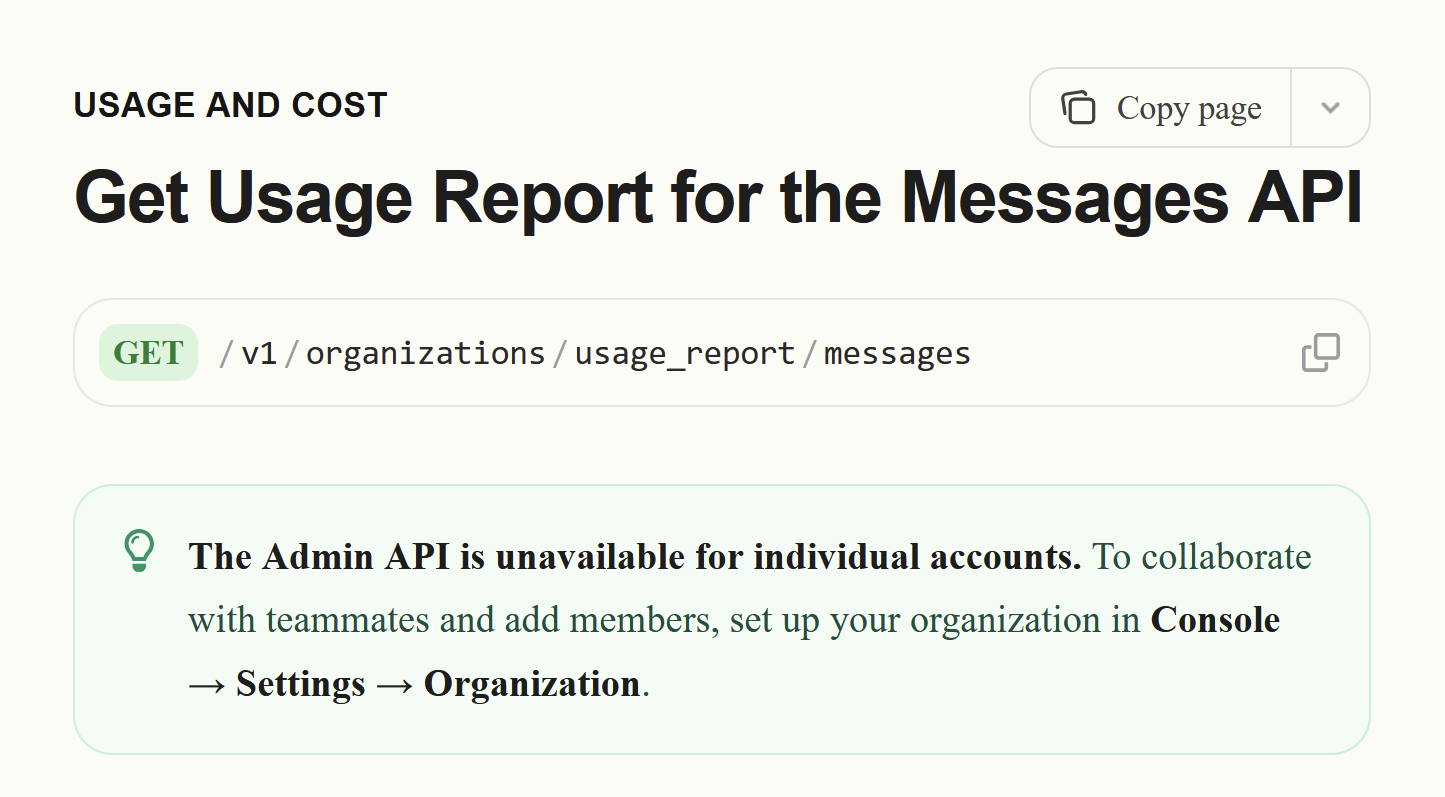 USAGE AND COST
Copy page
Get Usage Report for the Messages API
GET /v1/organizations/usage_report/messages
The Admin API is unavailable for individual accounts. To collaborate
with teammates and add members, set up your organization in Console
→ Settings → Organization.